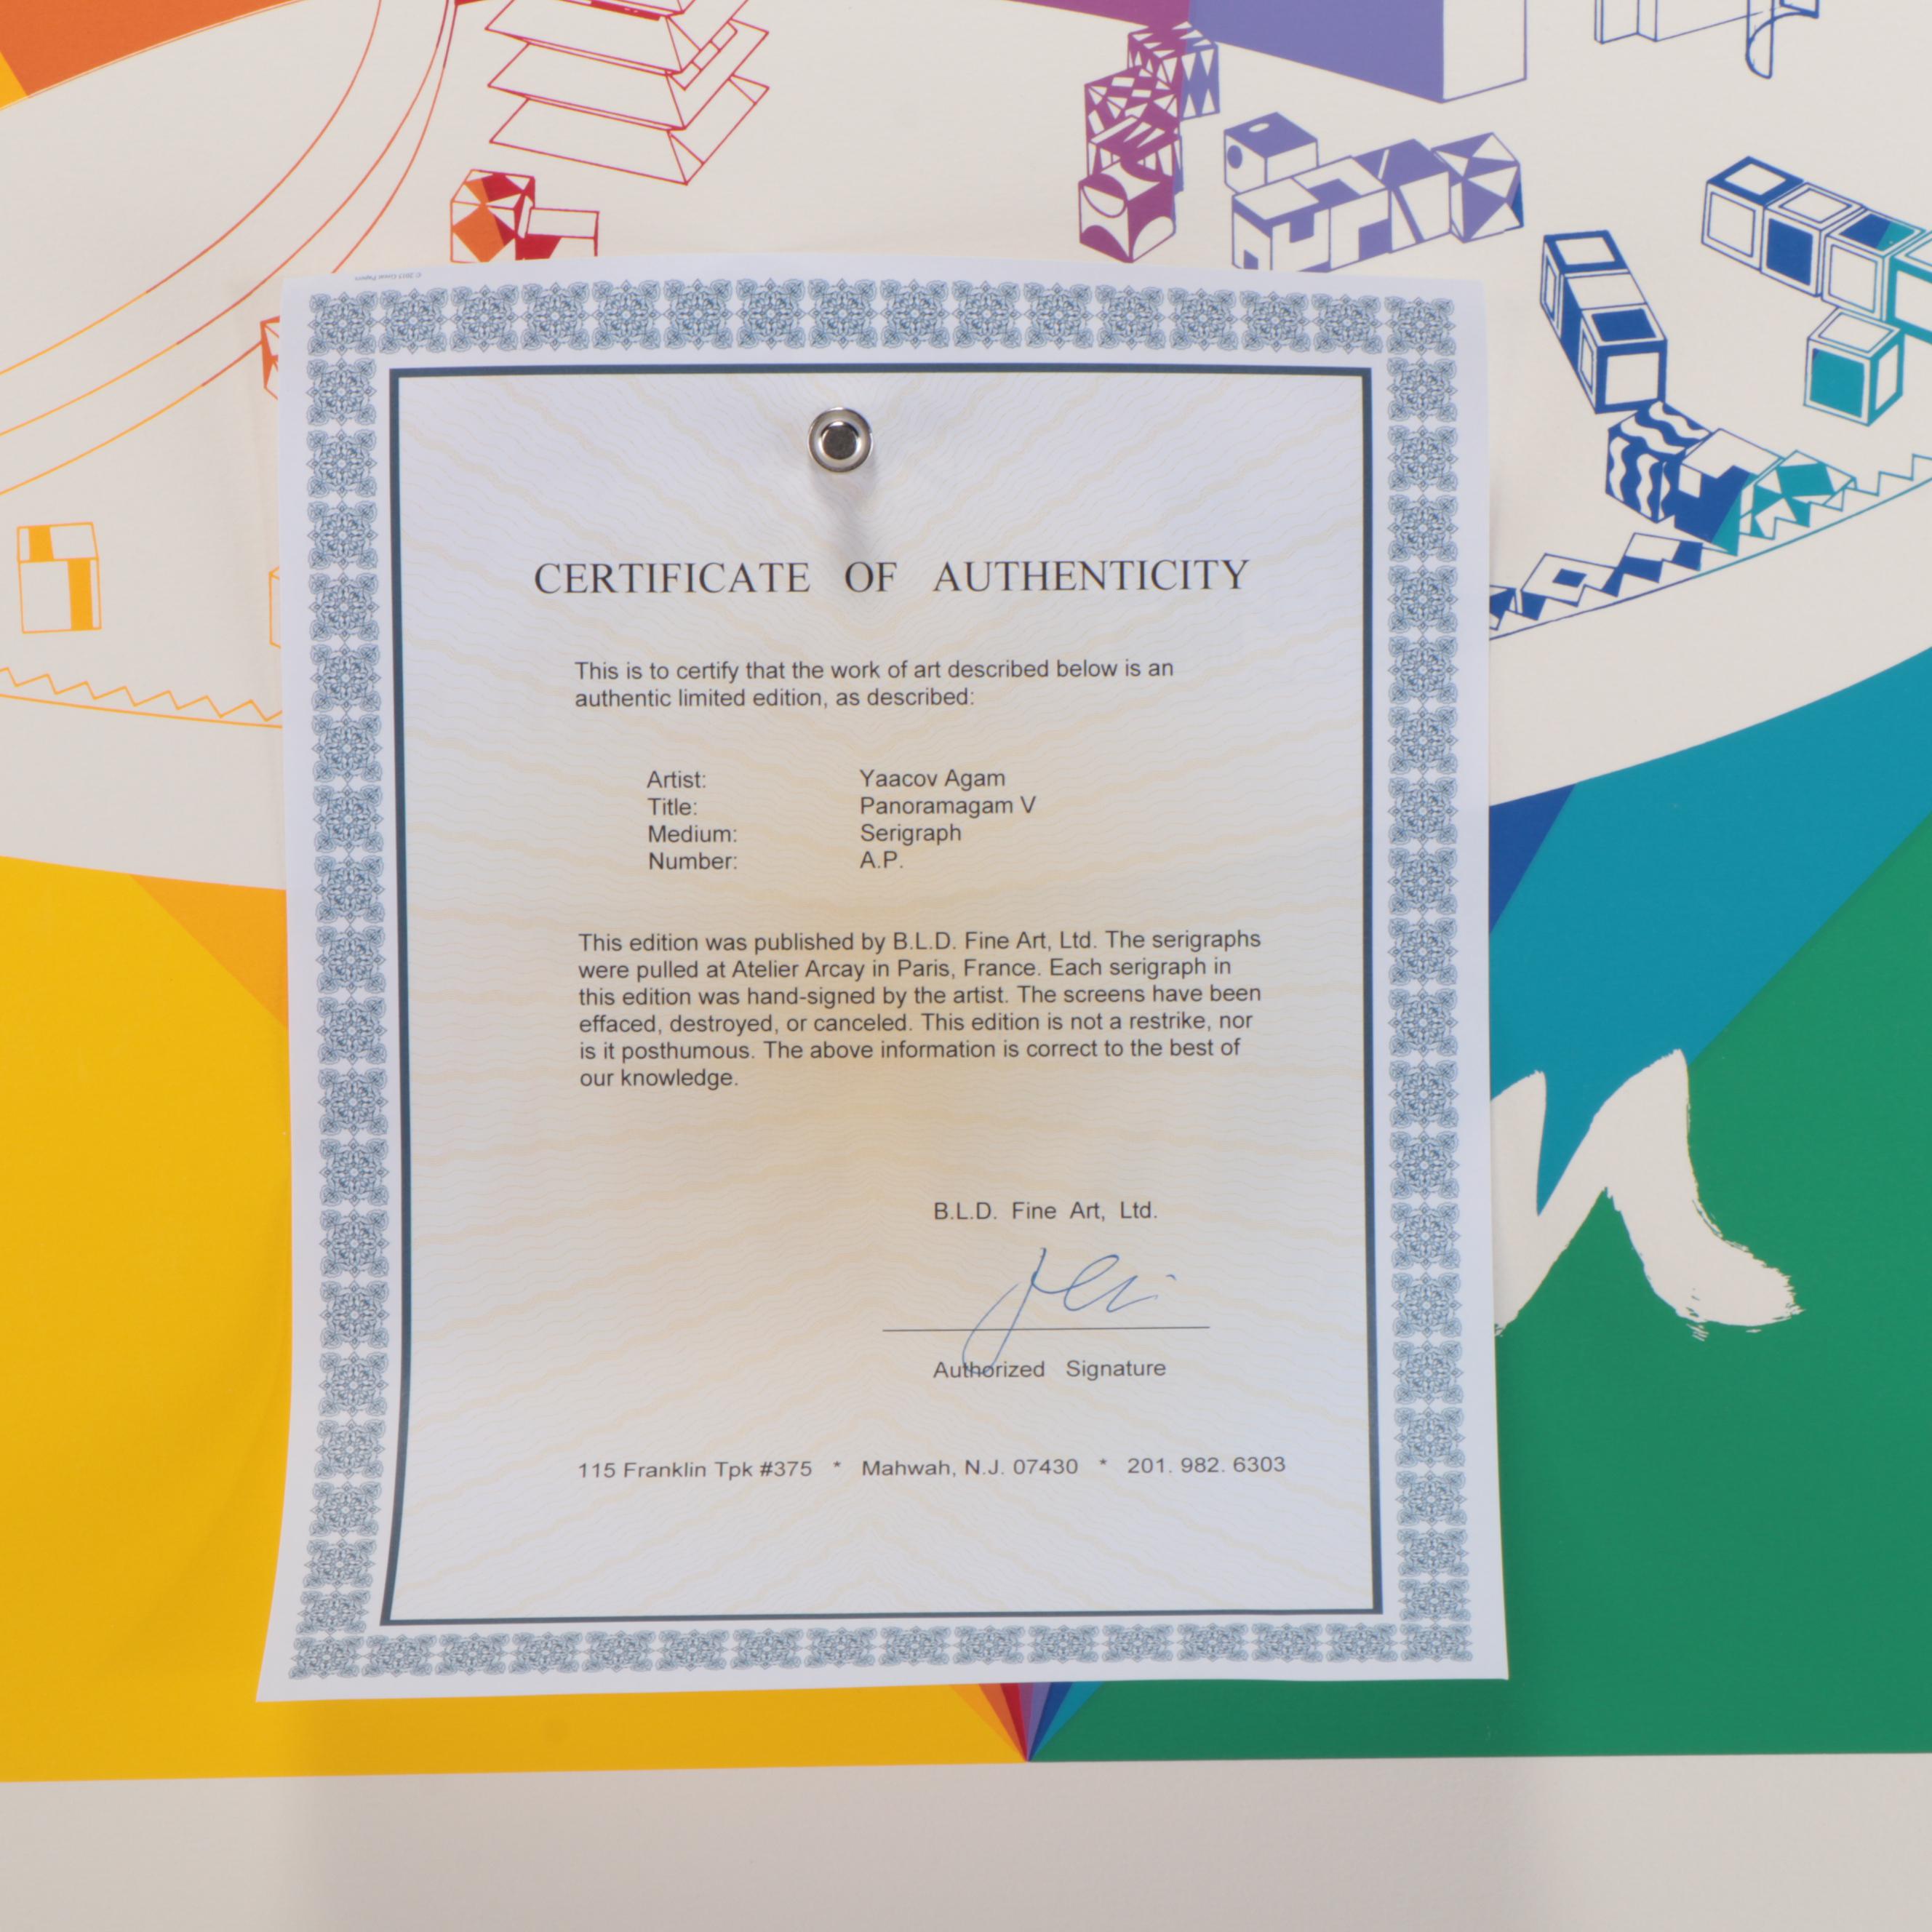 CERTIFICATE OF AUTHENTICITY
This is to certify that the work of art described below is an
authentic limited edition, as described:
Artist: Yaacov Agam
Title: Panoramagam V
Medium: Serigraph
Number: A.P.
This edition was published by B.L.D. Fine Art, Ltd. The serigraphs
were pulled at Atelier Arcay in Paris, France. Each serigraph in
this edition was hand-signed by the artist. The screens have been
effaced, destroyed, or canceled. This edition is not a restrike, nor
is it posthumous. The above information is correct to the best of
our knowledge.
B.L.D. Fine Art, Ltd.
Authorized Signature
115 Franklin Tpk #375 * Mahwah, N.J. 07430 * 201. 982. 6303